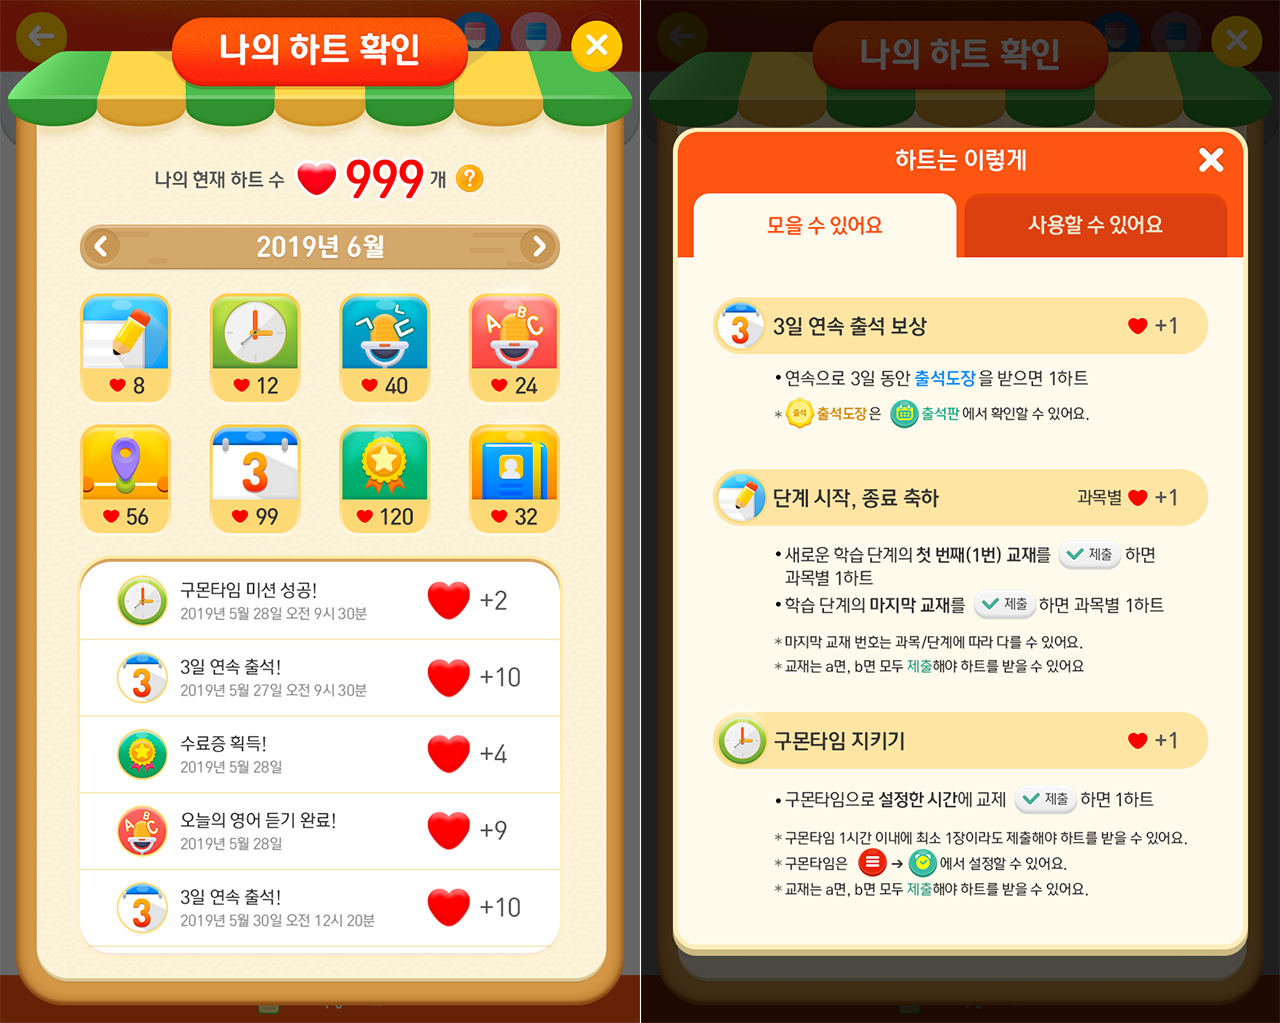 나의 하트 확인
나의 현재 하트 수 999 개 ?
2019년 6월
8 12 40 24
56 99 120 32
구몬타임 미션 성공!
2019년 5월 28일 오전 9시 30분
+2
3일 연속 출석!
2019년 5월 27일 오전 9시 30분
+10
수료증 획득!
2019년 5월 28일
+4
오늘의 영어 듣기 완료!
2019년 5월 28일
+9
3일 연속 출석!
2019년 5월 30일 오전 12시 20분
+10
나의 하트 확인
하트는 이렇게
모을 수 있어요
사용할 수 있어요
3일 연속 출석 보상 +1
• 연속으로 3일 동안 출석도장을 받으면 1하트
* 출석 출석도장은 출석판에서 확인할 수 있어요.
단계 시작, 종료 축하 과목별 +1
• 새로운 학습 단계의 첫 번째(1번) 교재를 제출 하면
과목별 1하트
• 학습 단계의 마지막 교재를 제출 하면 과목별 1하트
* 마지막 교재 번호는 과목/단계에 따라 다를 수 있어요.
* 교재는 a면, b면 모두 제출해야 하트를 받을 수 있어요
구몬타임 지키기 +1
• 구몬타임으로 설정한 시간에 교제 제출 하면 1하트
* 구몬타임 1시간 이내에 최소 1장이라도 제출해야 하트를 받을 수 있어요.
* 구몬타임은 → 에서 설정할 수 있어요.
* 교재는 a면, b면 모두 제출해야 하트를 받을 수 있어요.